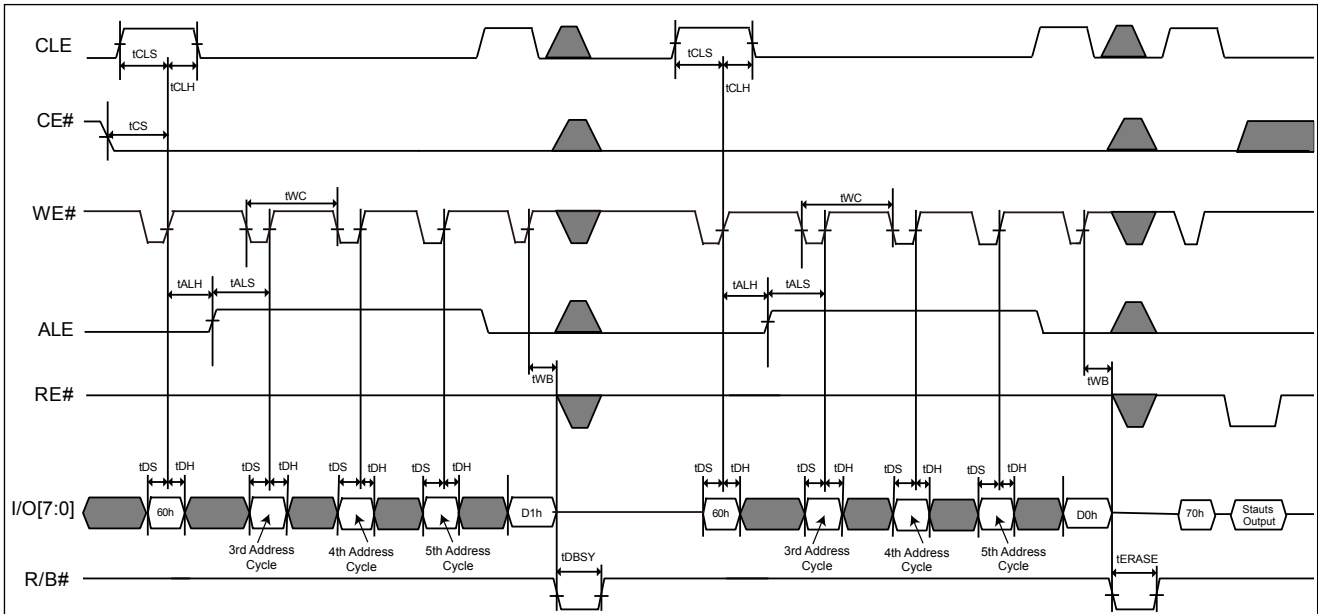 CLE
tCLS
tCLH
tCLS
tCLH
CE#
tCS
WE#
tWC
tWC
ALE
tALH
tALS
tALH
tALS
RE#
tWB
tWB
I/O[7:0]
tDS
tDH
tDS
tDH
tDS
tDH
tDS
tDH
tDS
tDH
tDS
tDH
tDS
tDH
tDS
tDH
60h
D1h
60h
D0h
70h
Stauts
Output
3rd Address
Cycle
4th Address
Cycle
5th Address
Cycle
3rd Address
Cycle
4th Address
Cycle
5th Address
Cycle
R/B#
tDBSY
tERASE